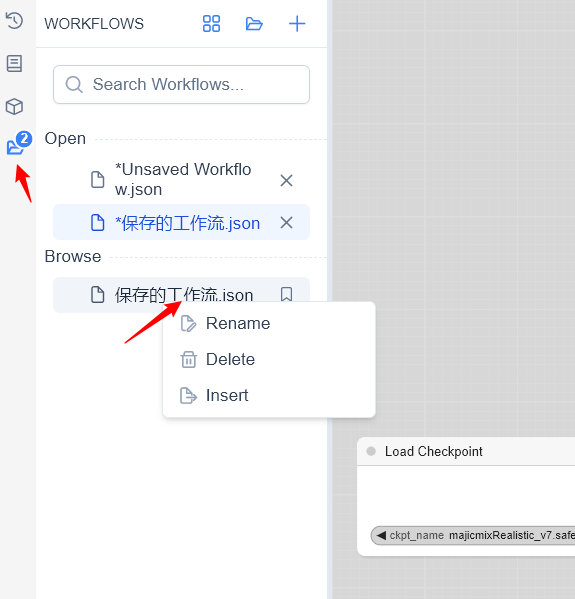 WORKFLOWS
2
Search Workflows...
Open
*Unsaved Workflo
w.json
*保存的工作流.json
Browse
保存的工作流.json
Rename
Delete
Insert
Load Checkpoint
ckpt_name majicmixRealistic_v7.safe